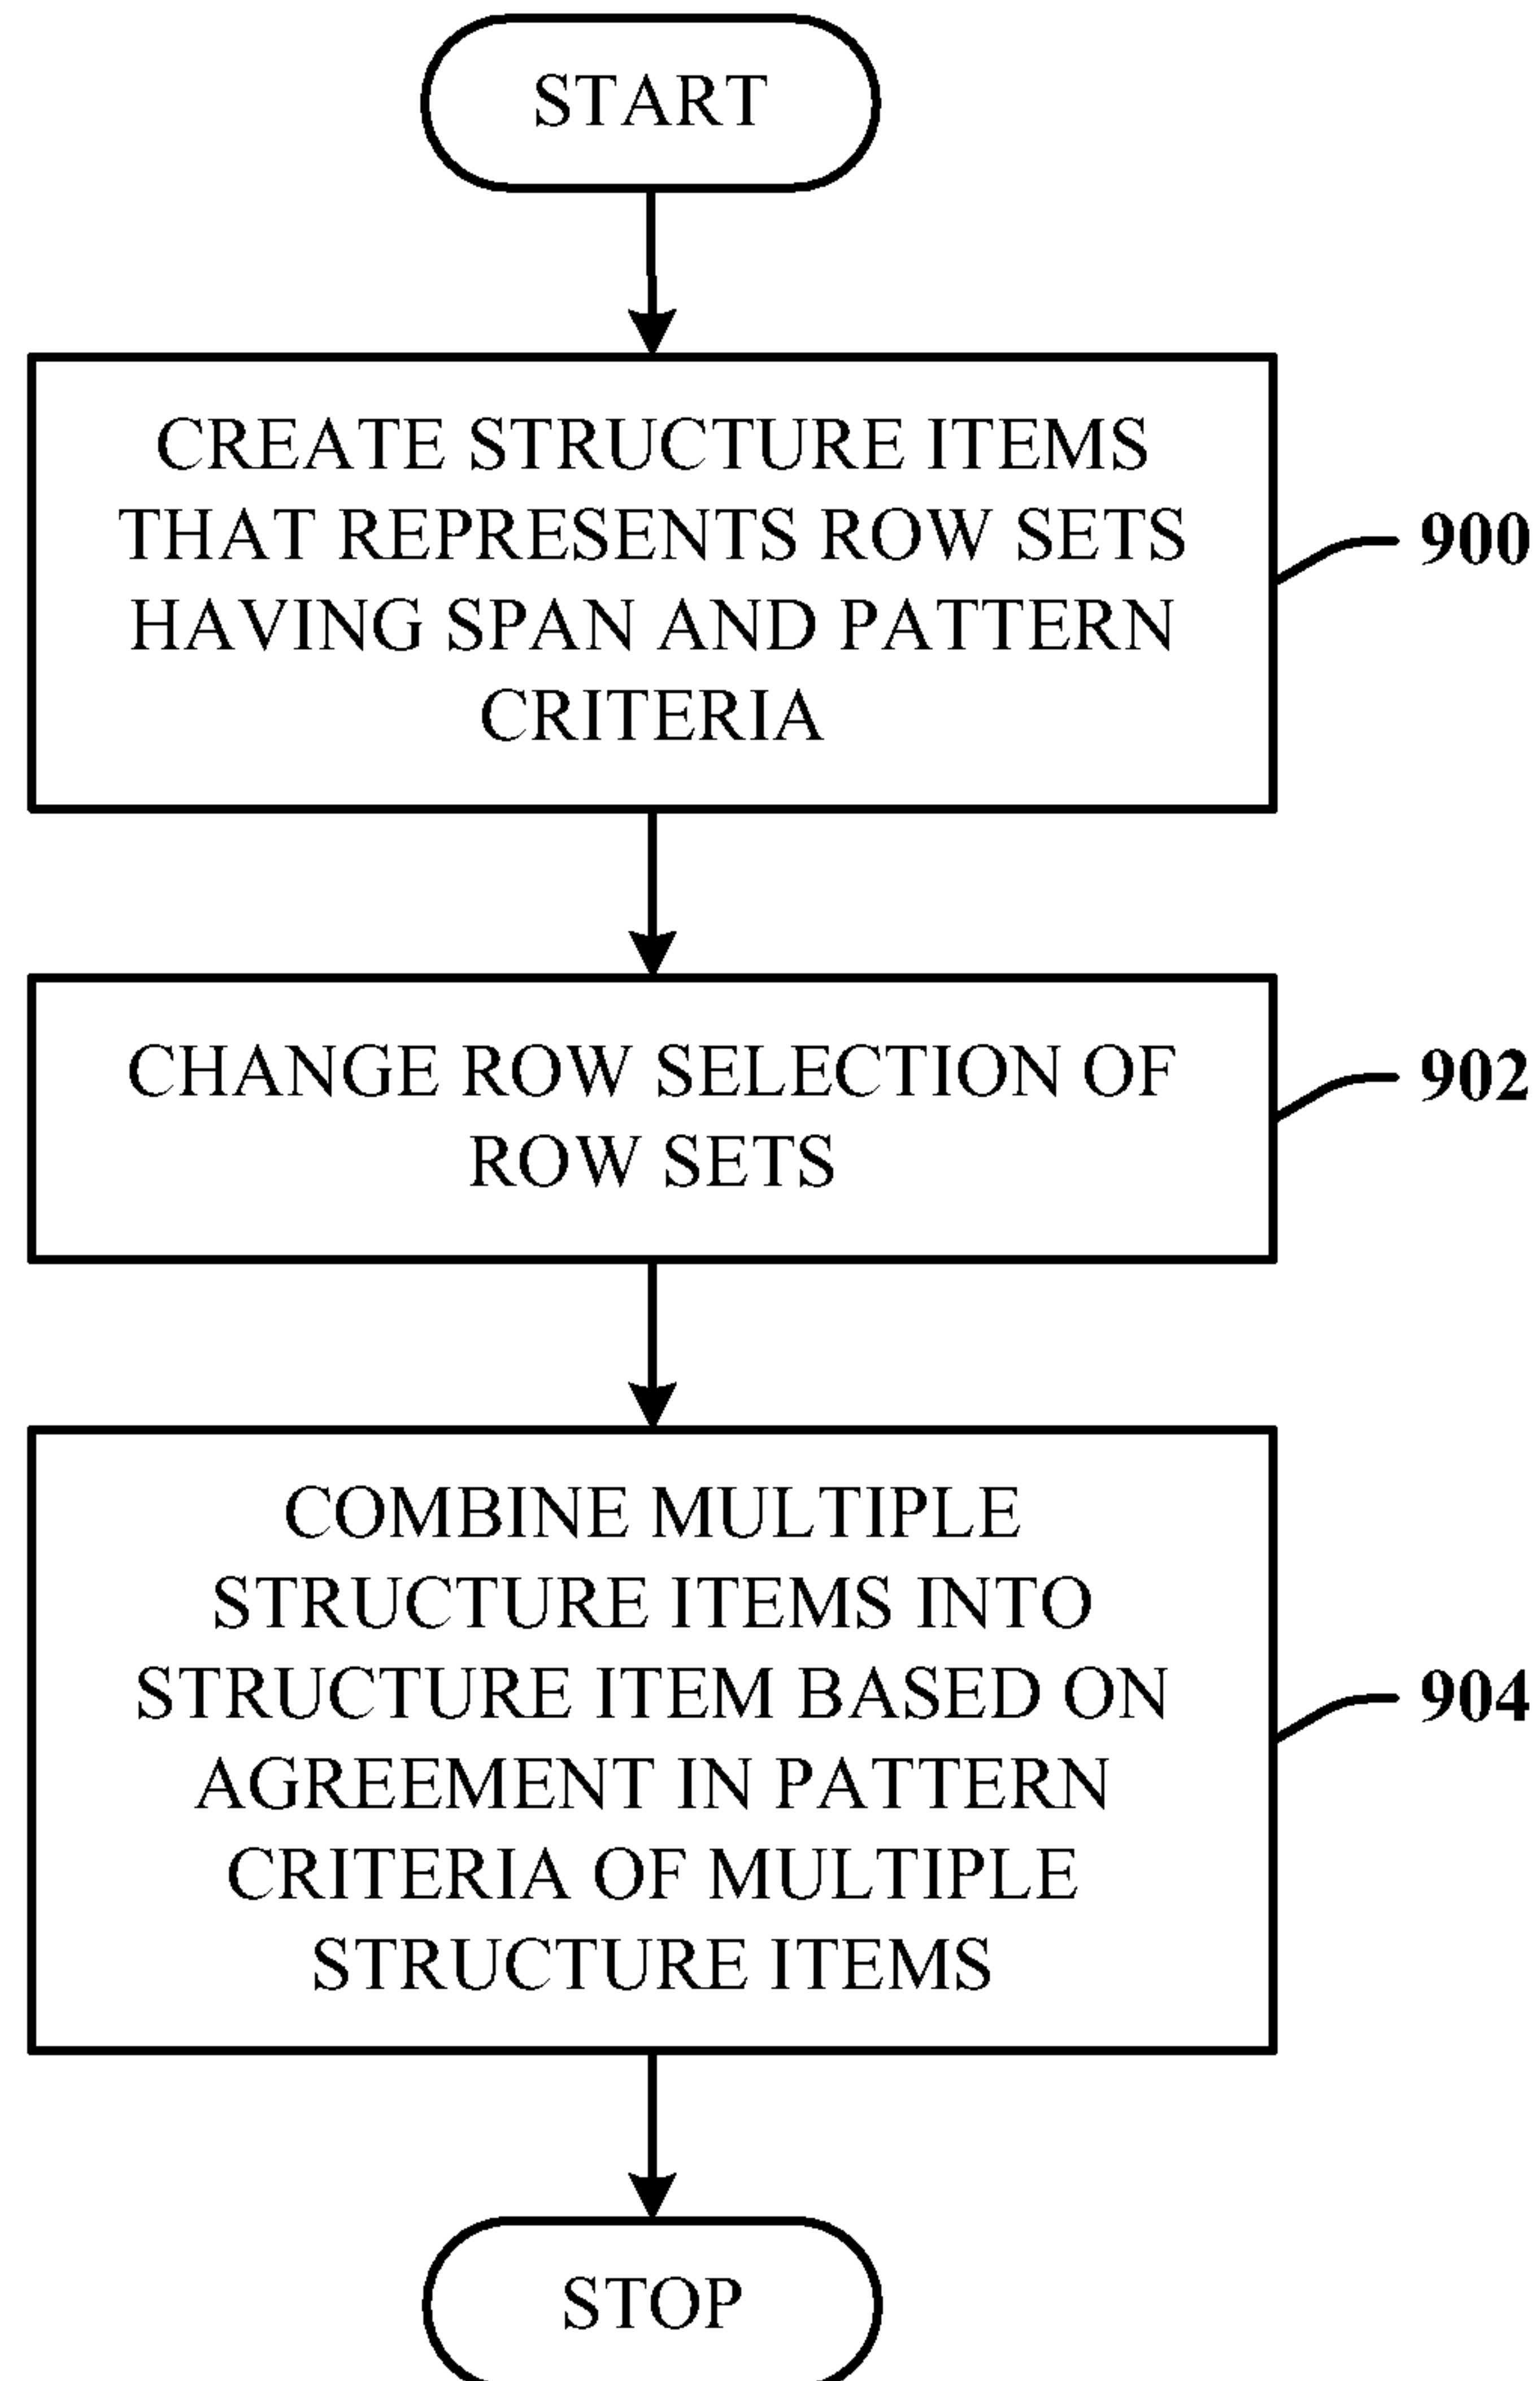 START
CREATE STRUCTURE ITEMS
THAT REPRESENTS ROW SETS
HAVING SPAN AND PATTERN
CRITERIA
900
CHANGE ROW SELECTION OF
ROW SETS
902
COMBINE MULTIPLE
STRUCTURE ITEMS INTO
STRUCTURE ITEM BASED ON
AGREEMENT IN PATTERN
CRITERIA OF MULTIPLE
STRUCTURE ITEMS
904
STOP